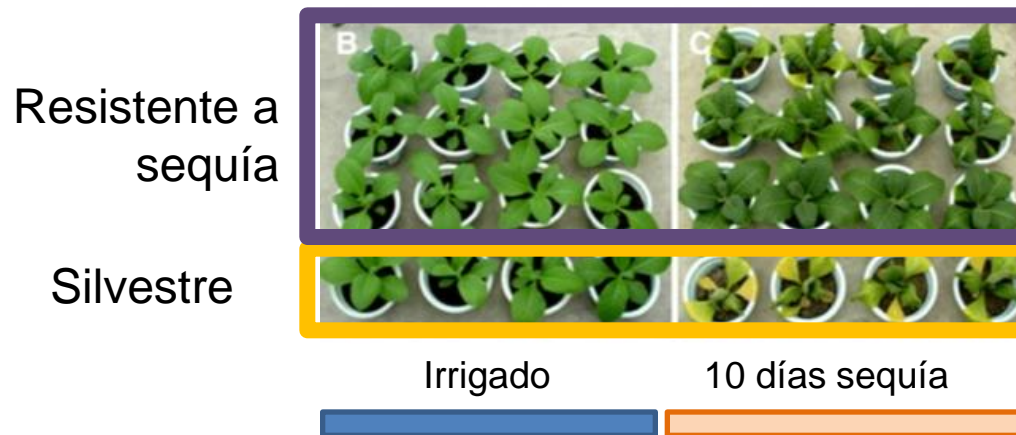 B
C
Resistente a
sequía
Silvestre
Irrigado
10 días sequía